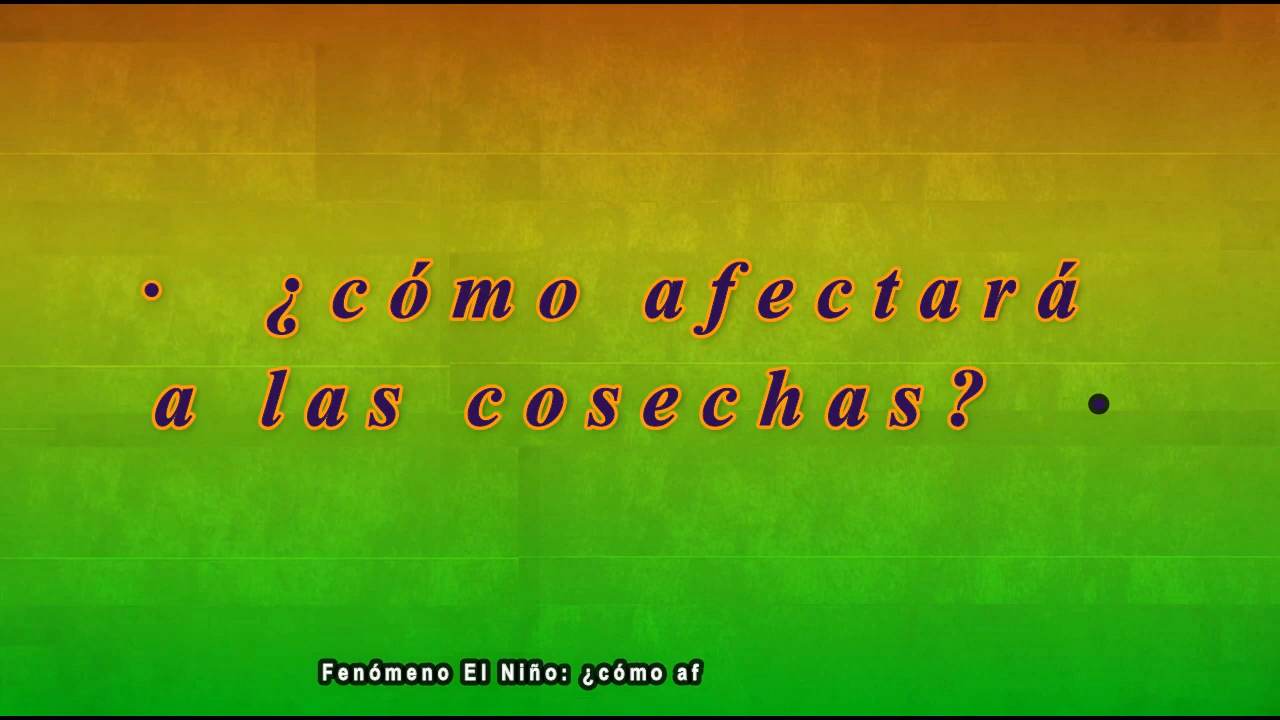 · ¿cómo afectará
a las cosechas? ·
Fenómeno El Niño: ¿cómo af